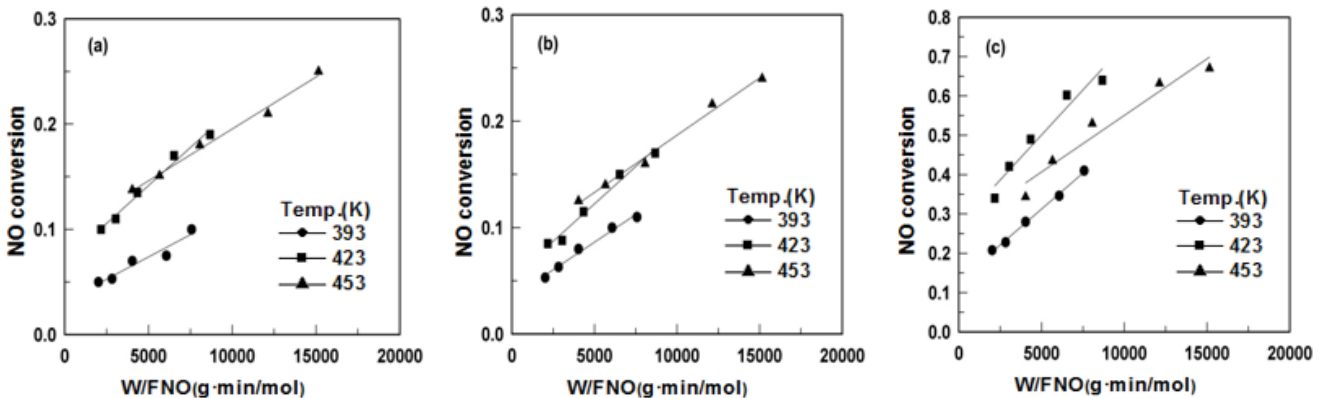 (a)
NO conversion
0.3
0.2
0.1
0.0
Temp.(K)
393
423
453
0 5000 10000 15000 20000
W/FNO(g·min/mol)
(b)
NO conversion
0.3
0.2
0.1
0.0
Temp.(K)
393
423
453
0 5000 10000 15000 20000
W/FNO(g·min/mol)
(c)
NO conversion
0.8
0.7
0.6
0.5
0.4
0.3
0.2
0.1
0.0
Temp.(K)
393
423
453
0 5000 10000 15000 20000
W/FNO(g·min/mol)